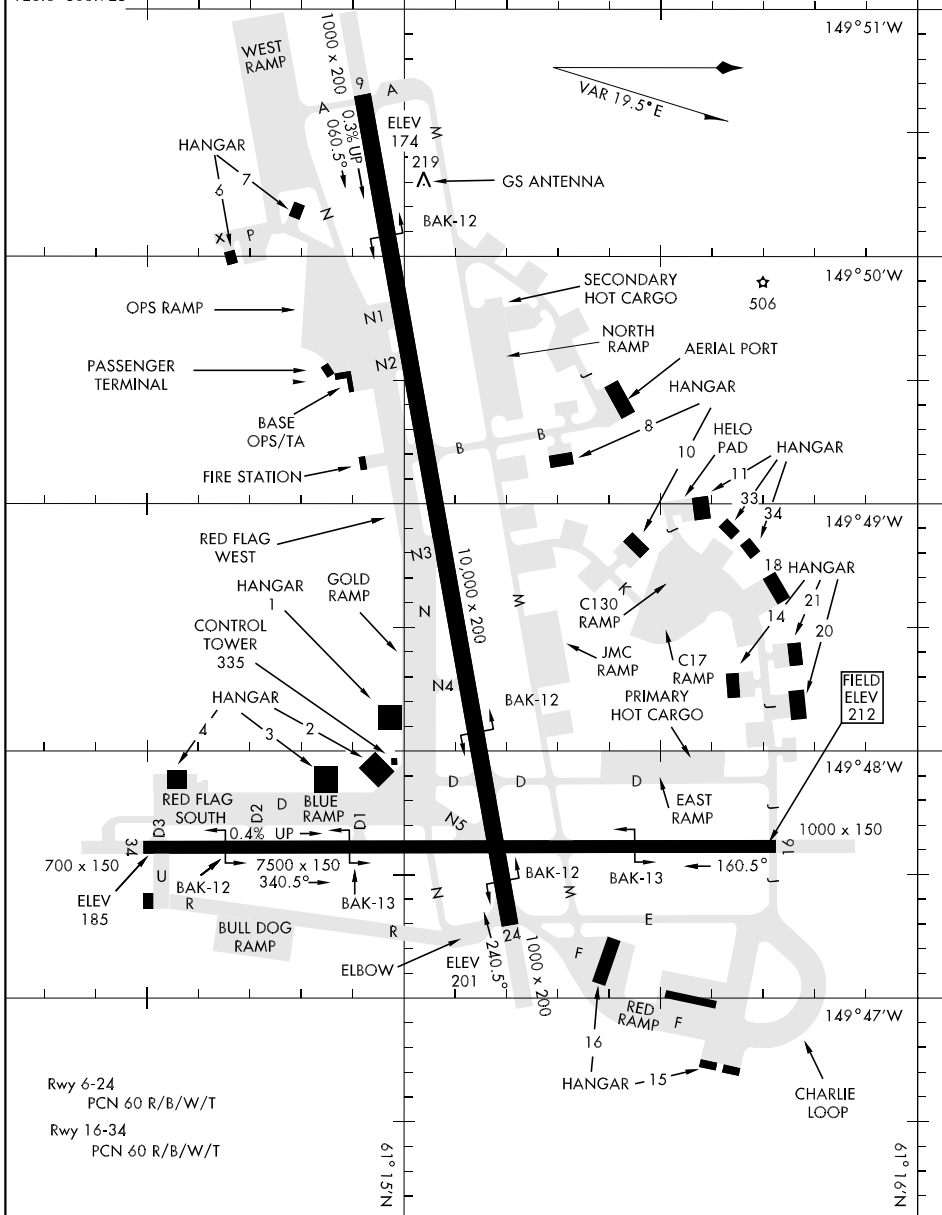 149°51'W
WEST
RAMP
1000 x 200
9
A
A
0.3% UP
060.5°
ELEV
174
M
VAR 19.5°E
HANGAR
6
7
219
GS ANTENNA
N
X
P
BAK-12
149°50'W
OPS RAMP
SECONDARY
HOT CARGO
506
N1
NORTH
RAMP
AERIAL PORT
PASSENGER
TERMINAL
N2
J
HANGAR
BASE
OPS/TA
B
B
8
10
HELO
PAD
HANGAR
FIRE STATION
11
33
34
149°49'W
RED FLAG
WEST
J
N3
10,000 x 200
HANGAR
1
GOLD
RAMP
K
18
HANGAR
14
21
20
C130
RAMP
N
M
CONTROL
TOWER
335
JMC
RAMP
C17
RAMP
N4
PRIMARY
HOT CARGO
FIELD
ELEV
212
HANGAR
4
3
2
BAK-12
J
149°48'W
D
D
D
RED FLAG
SOUTH
D
BLUE
RAMP
EAST
RAMP
D3
D2
D1
N5
J
0.4% UP
34
16
1000 x 150
700 x 150
7500 x 150
340.5°
BAK-12
BAK-13
BAK-12
BAK-13
160.5°
U
N
M
J
ELEV
185
R
R
E
BULL DOG
RAMP
24
ELBOW
ELEV
201
240.5°
1000 x 200
F
RED
RAMP
F
149°47'W
16
HANGAR
15
CHARLIE
LOOP
Rwy 6-24
PCN 60 R/B/W/T
Rwy 16-34
PCN 60 R/B/W/T
61°15'N
61°16'N